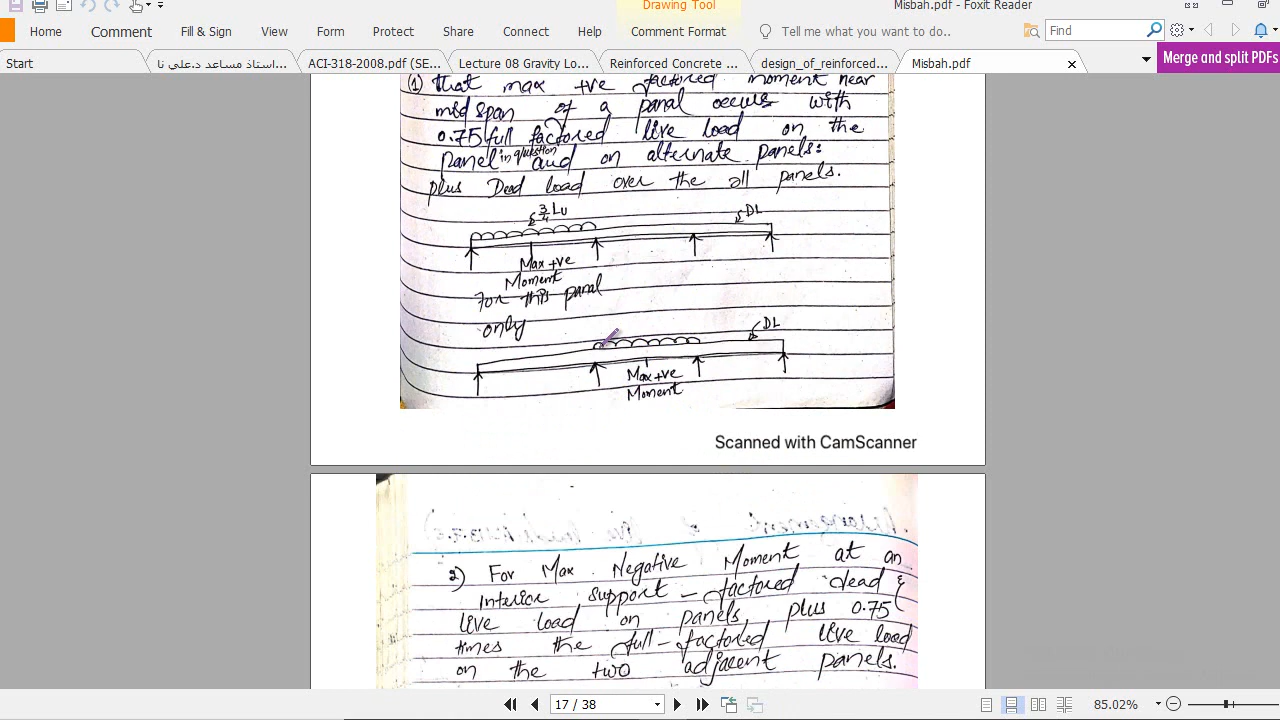 Drawing Tool
Misbah.pdf - Foxit Reader
Home Comment Fill & Sign View Form Protect Share Connect Help Comment Format Tell me what you want to do.. Find
Start استاذ مساعد د.علي نا... ACI-318-2008.pdf (SE... Lecture 08 Gravity Lo... Reinforced Concrete ... design_of_reinforced... Misbah.pdf Merge and split PDFs
(1) That max +ve factored moment near
mid span of a panal occurs with
0.75 full factored live load on the
panel in question and on alternate panels:
plus Dead load over the all panels.
3/4 Lu DL
Max +ve
Moment
For this panal
only
DL
Max +ve
Moment
Scanned with CamScanner
2) For Max. Negative Moment at an
interior support - factored dead &
live load on panels, plus 0.75
times the full-factored live load
on the two adjacent panels.
17 / 38 85.02%